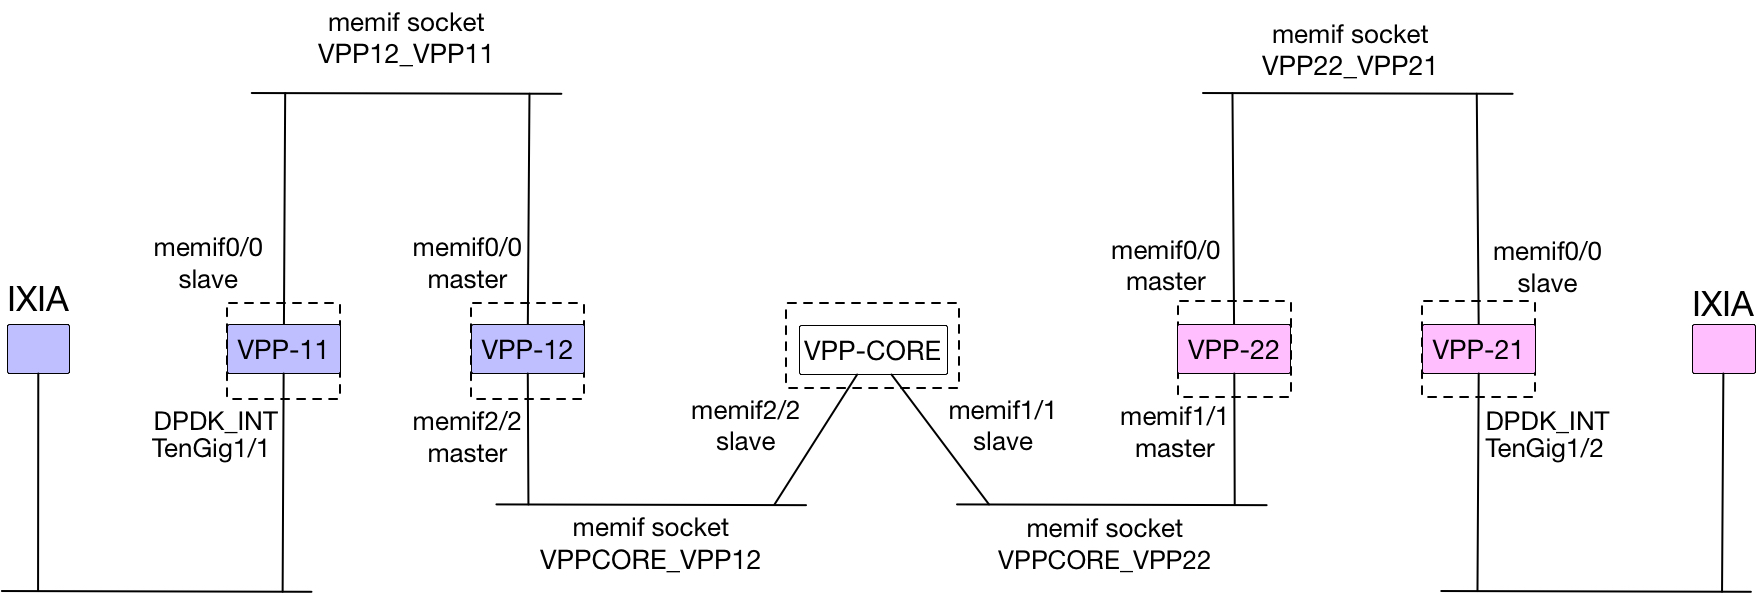 memif socket
VPP12_VPP11
memif socket
VPP22_VPP21
memif0/0
slave
memif0/0
master
memif0/0
master
memif0/0
slave
IXIA
VPP-11
VPP-12
VPP-CORE
VPP-22
VPP-21
IXIA
DPDK_INT
TenGig1/1
memif2/2
master
memif2/2
slave
memif1/1
slave
memif1/1
master
DPDK_INT
TenGig1/2
memif socket
VPPCORE_VPP12
memif socket
VPPCORE_VPP22